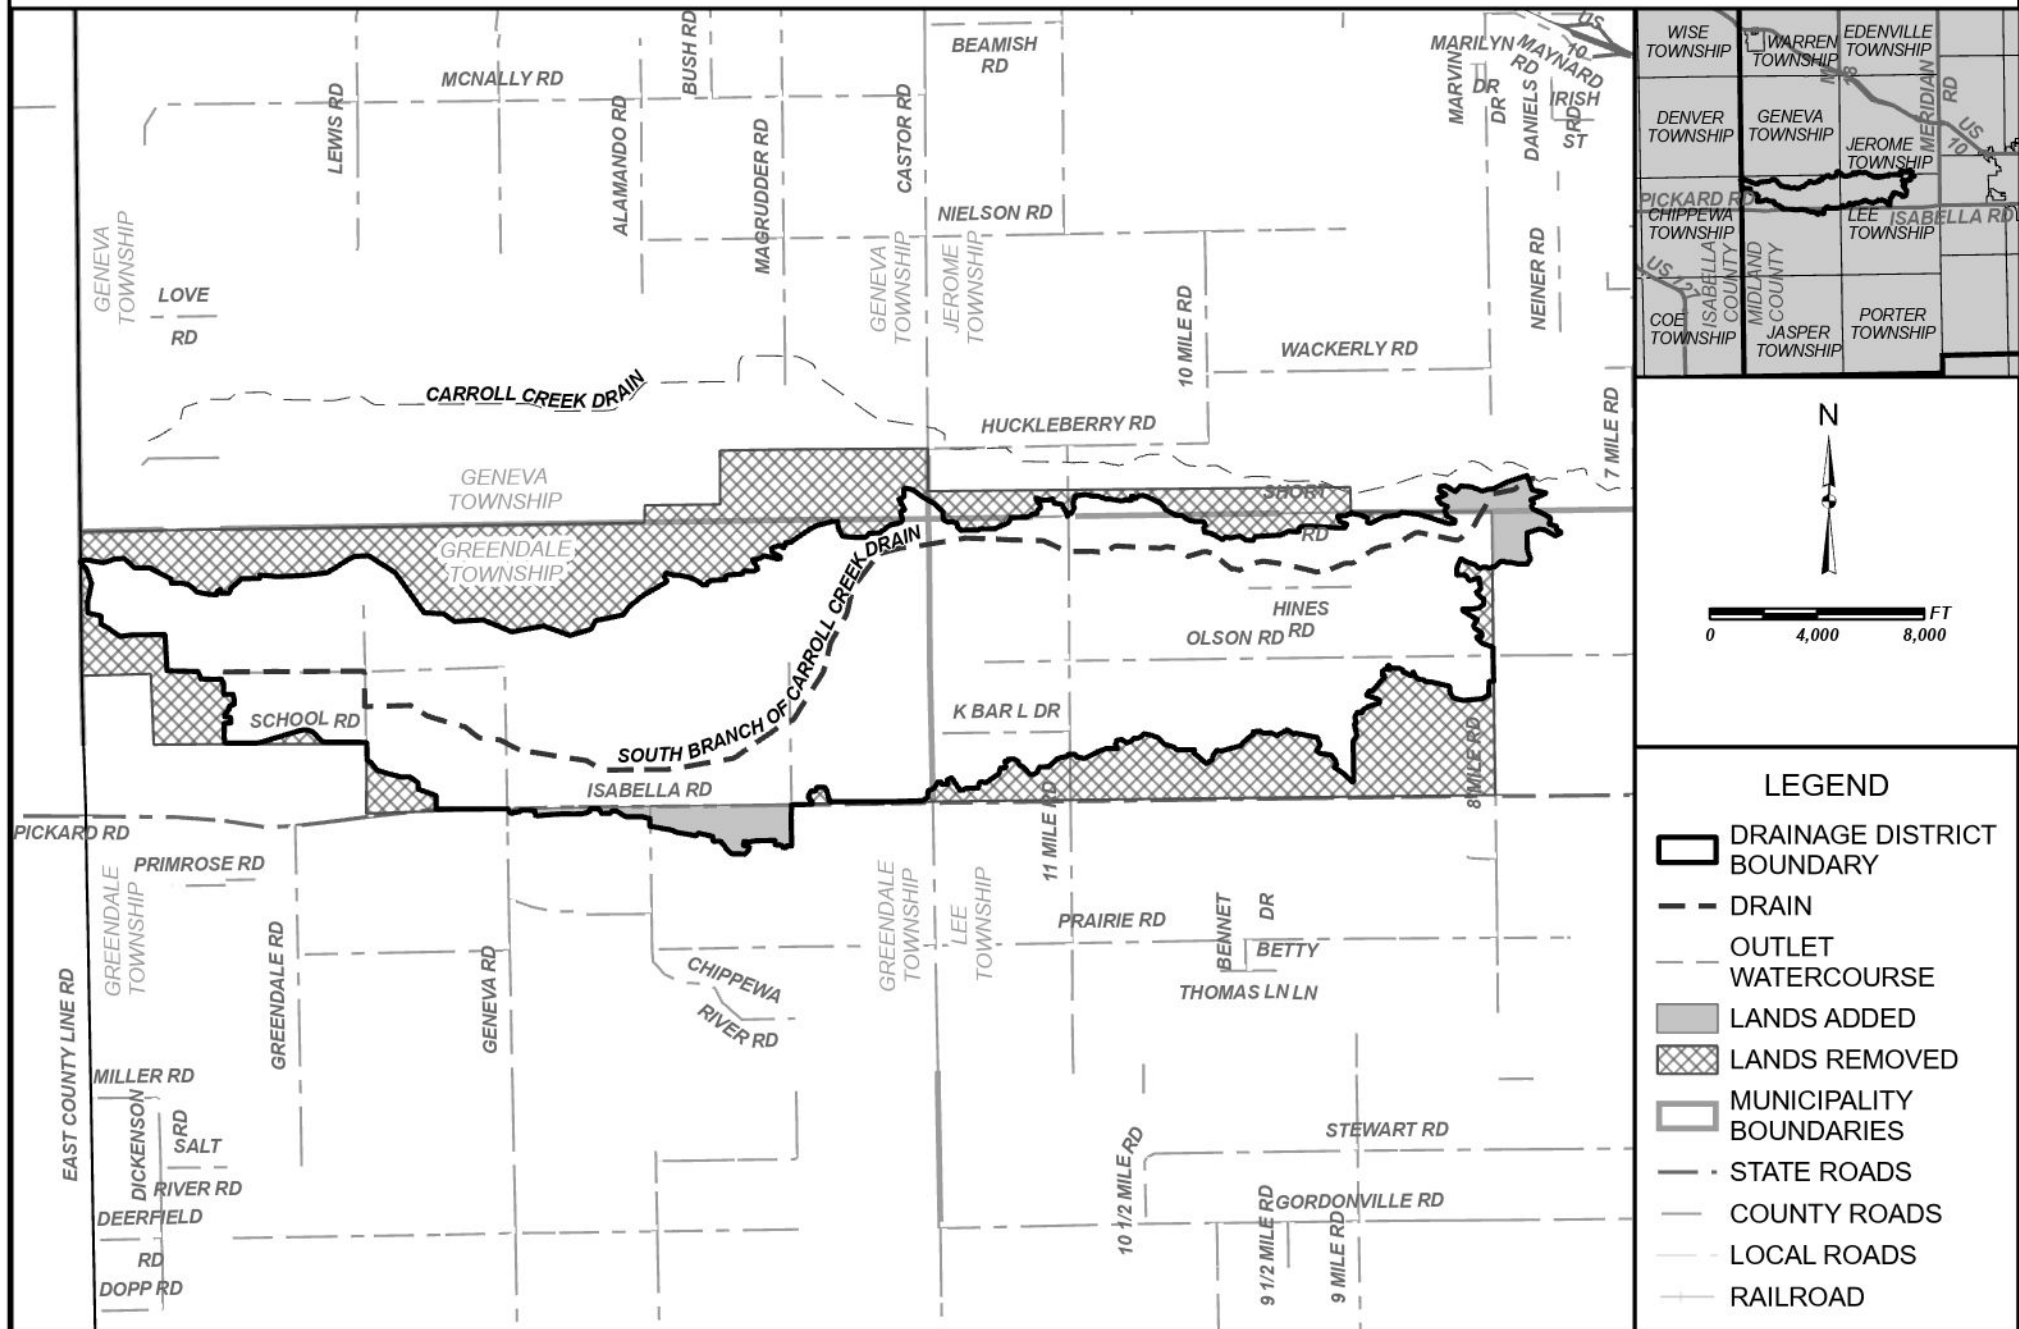 BEAMISH
RD
MCNALLY RD
BUSH RD
LEWIS RD
ALAMANDO RD
MAGRUDDER RD
CASTOR RD
MARILYN
RD
MAYNARD
RD
US
10
MARVIN
DR
DR
DANIELS
IRISH
ST
NIELSON RD
GENEVA
TOWNSHIP
GENEVA
TOWNSHIP
JEROME
TOWNSHIP
LOVE
RD
10 MILE RD
NEINER RD
WACKERLY RD
CARROLL CREEK DRAIN
HUCKLEBERRY RD
7 MILE RD
GENEVA
TOWNSHIP
SHORT
RD
GREENDALE
TOWNSHIP
SOUTH BRANCH OF CARROLL CREEK DRAIN
HINES
RD
OLSON RD
SCHOOL RD
K BAR L DR
ISABELLA RD
8 MILE RD
11 MILE RD
PICKARD RD
PRIMROSE RD
GREENDALE
TOWNSHIP
GREENDALE
TOWNSHIP
LEE
TOWNSHIP
PRAIRIE RD
BENNET
DR
BETTY
LN
THOMAS LN
EAST COUNTY LINE RD
GREENDALE RD
GENEVA RD
CHIPPEWA
RIVER RD
MILLER RD
DICKENSON
RD
SALT
RIVER RD
DEERFIELD
RD
DOPP RD
STEWART RD
10 1/2 MILE RD
GORDONVILLE RD
9 1/2 MILE RD
9 MILE RD
WISE
TOWNSHIP
WARREN
TOWNSHIP
EDENVILLE
TOWNSHIP
M
18
MERIDIAN
RD
DENVER
TOWNSHIP
GENEVA
TOWNSHIP
US
10
JEROME
TOWNSHIP
PICKARD RD
CHIPPEWA
TOWNSHIP
LEE
TOWNSHIP
ISABELLA RD
ISABELLA
COUNTY
MIDLAND
COUNTY
US 127
COE
TOWNSHIP
JASPER
TOWNSHIP
PORTER
TOWNSHIP
N
FT
0 4,000 8,000
LEGEND
DRAINAGE DISTRICT
BOUNDARY
DRAIN
OUTLET
WATERCOURSE
LANDS ADDED
LANDS REMOVED
MUNICIPALITY
BOUNDARIES
STATE ROADS
COUNTY ROADS
LOCAL ROADS
RAILROAD